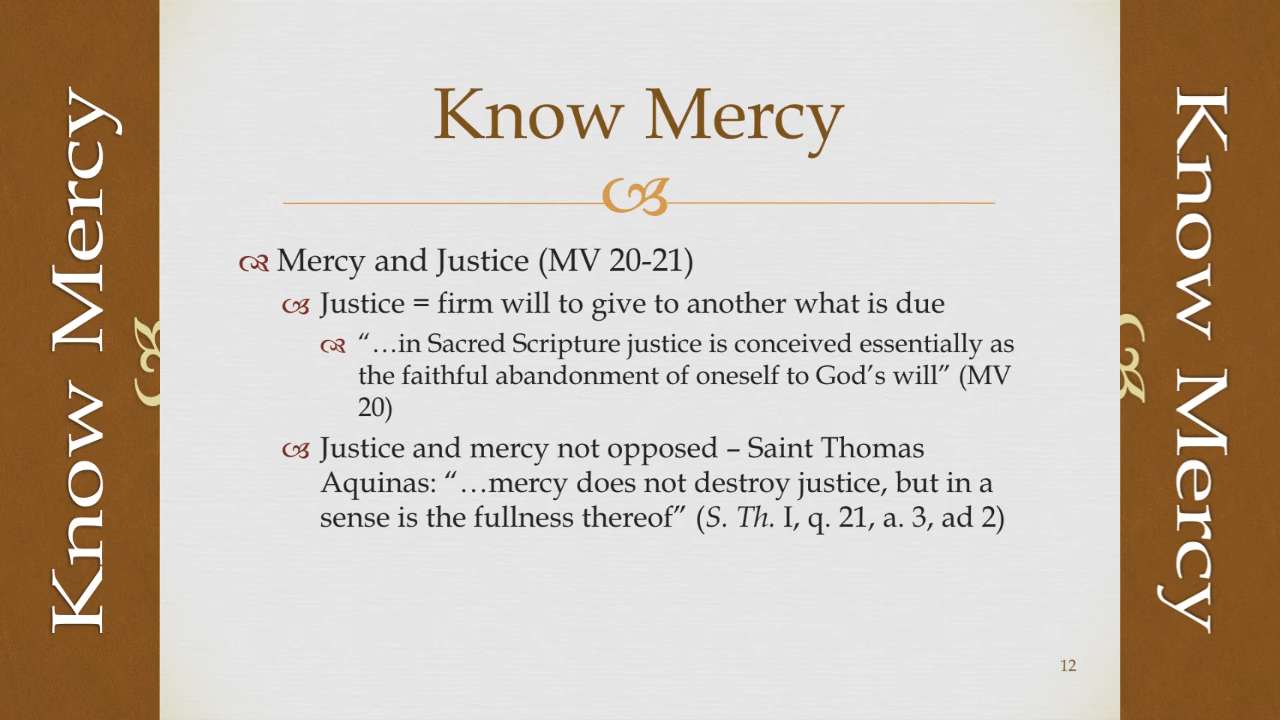 Know Mercy
Know Mercy
Mercy and Justice (MV 20-21)
Justice = firm will to give to another what is due
“…in Sacred Scripture justice is conceived essentially as
the faithful abandonment of oneself to God’s will” (MV
20)
Justice and mercy not opposed – Saint Thomas
Aquinas: “…mercy does not destroy justice, but in a
sense is the fullness thereof” (S. Th. I, q. 21, a. 3, ad 2)
12
Know Mercy